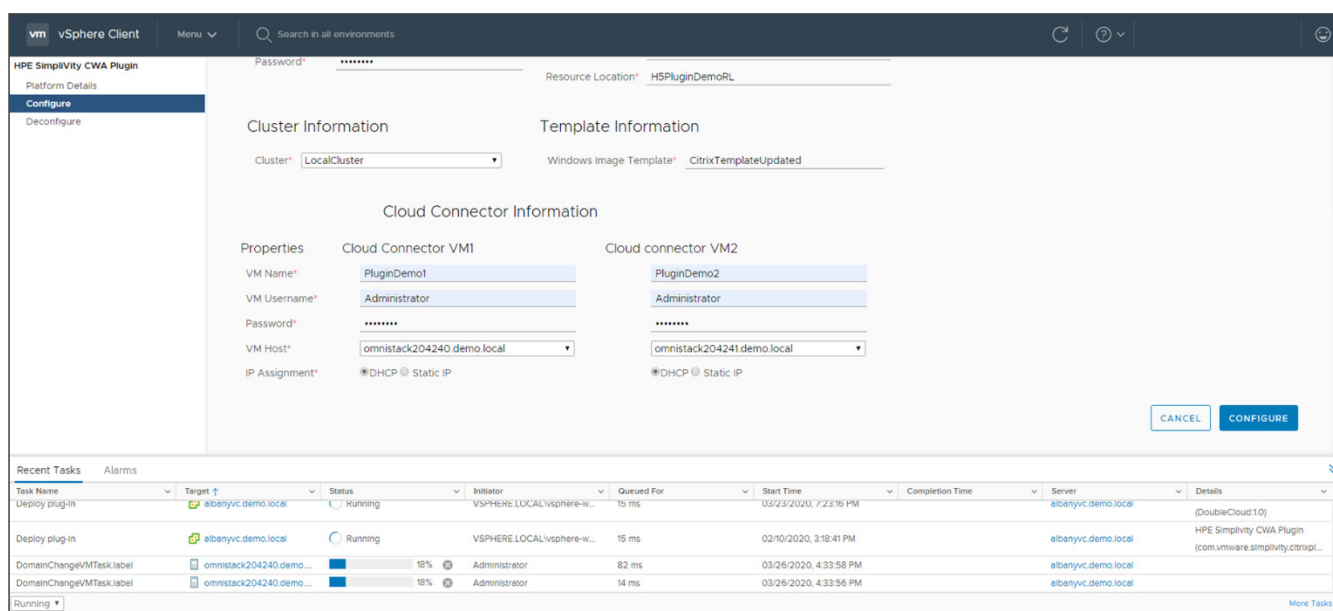 vm vSphere Client Menu Search in all environments
HPE SimpliVity CWA Plugin
Platform Details
Configure
Deconfigure
Password* ••••••••
Resource Location* H5PluginDemoRL
Cluster Information Template Information
Cluster* LocalCluster Windows Image Template* CitrixTemplateUpdated
Cloud Connector Information
Properties Cloud Connector VM1 Cloud connector VM2
VM Name* PluginDemo1 PluginDemo2
VM Username* Administrator Administrator
Password* •••••••• ••••••••
VM Host* omnistack204240.demo.local omnistack204241.demo.local
IP Assignment* DHCP Static IP DHCP Static IP
CANCEL CONFIGURE
Recent Tasks Alarms
Task Name Target Status Initiator Queued For Start Time Completion Time Server Details
Deploy plug-in albanyvc.demo.local Running VSPHERE.LOCAL\vsphere-w... 15 ms 03/23/2020, 7:23:16 PM albanyvc.demo.local
(DoubleCloud:1.0)
Deploy plug-in albanyvc.demo.local Running VSPHERE.LOCAL\vsphere-w... 15 ms 02/10/2020, 3:18:41 PM albanyvc.demo.local HPE Simplivity CWA Plugin
(com.vmware.simplivity.citrixpl...
DomainChangeVMTask.label omnistack204240.demo.... 18% Administrator 82 ms 03/26/2020, 4:33:58 PM albanyvc.demo.local
DomainChangeVMTask.label omnistack204240.demo.... 18% Administrator 14 ms 03/26/2020, 4:33:56 PM albanyvc.demo.local
Running More Tasks